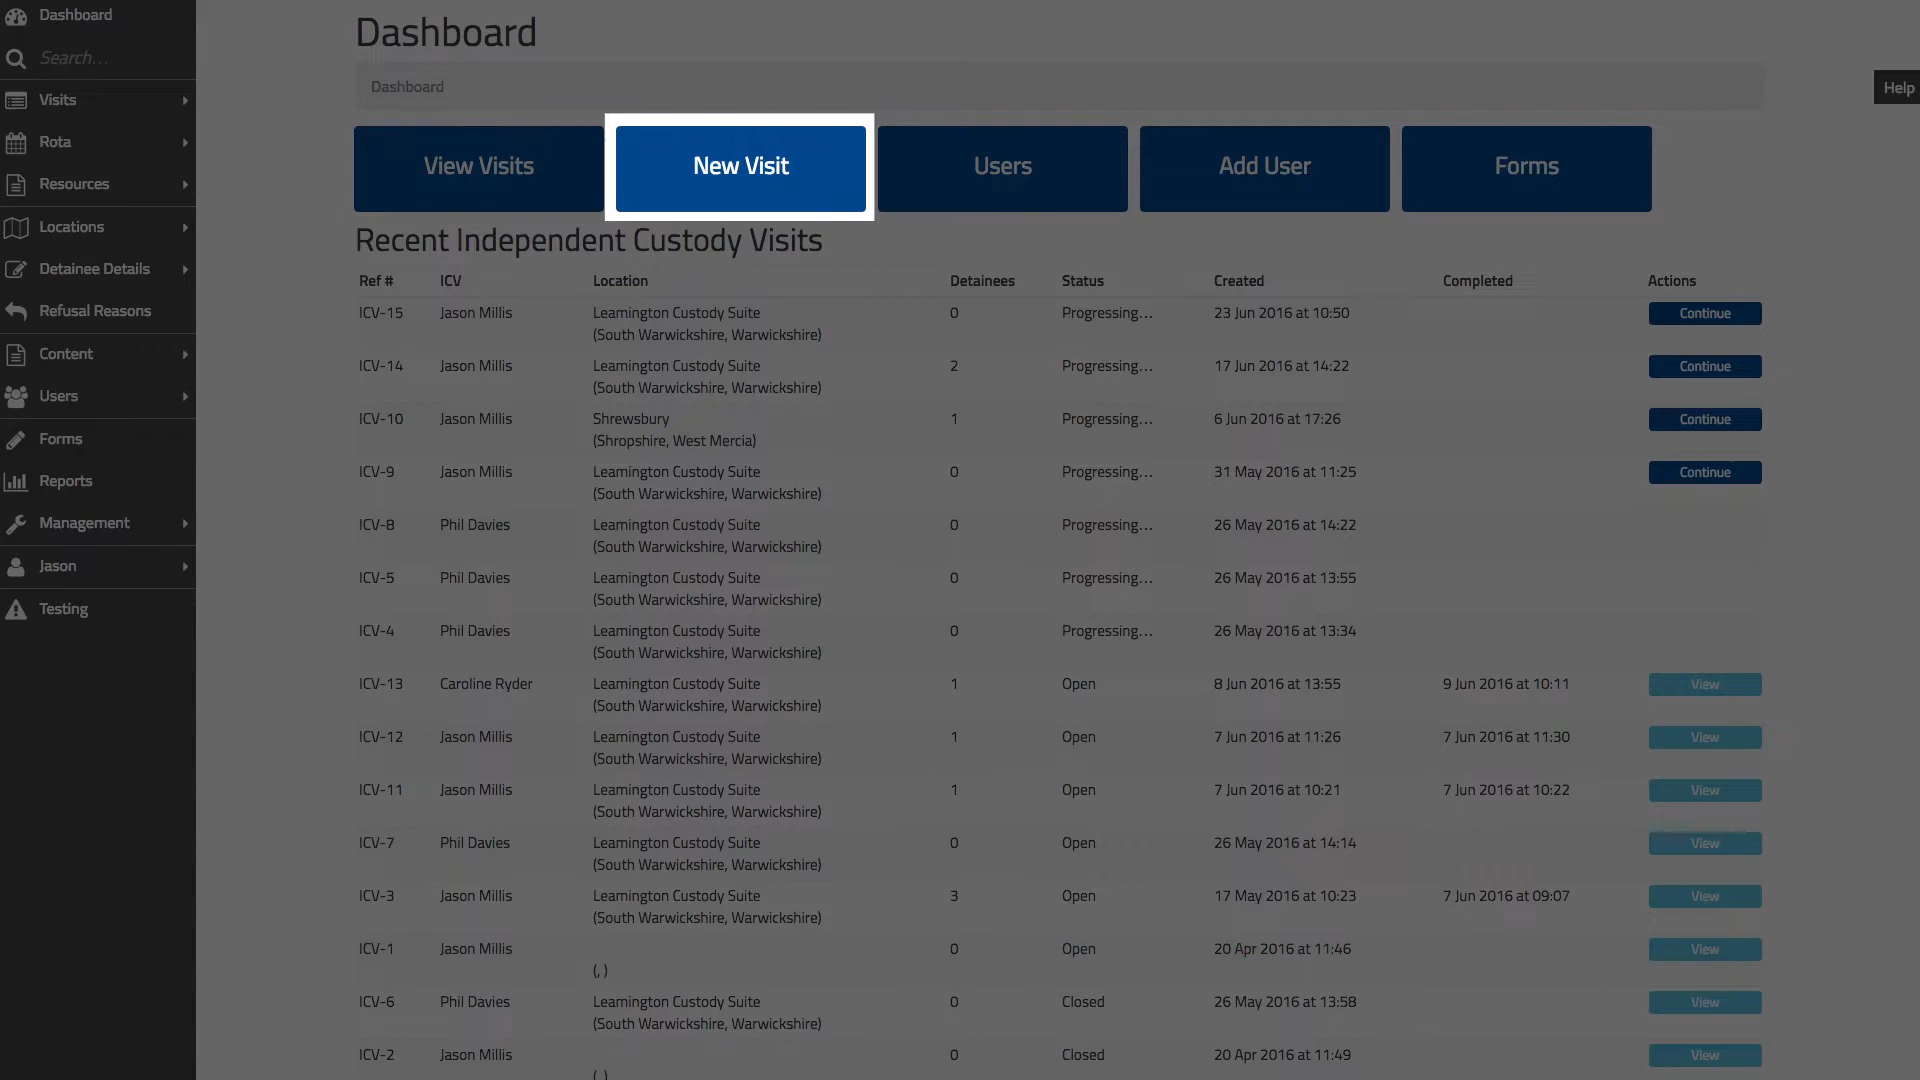 Dashboard
Search...
Visits
Rota
Resources
Locations
Detainee Details
Refusal Reasons
Content
Users
Forms
Reports
Management
Jason
Testing
Dashboard
Dashboard
Help
View Visits New Visit Users Add User Forms
Recent Independent Custody Visits
Ref # ICV Location Detainees Status Created Completed Actions
ICV-15 Jason Millis Leamington Custody Suite 0 Progressing... 23 Jun 2016 at 10:50 Continue
(South Warwickshire, Warwickshire)
ICV-14 Jason Millis Leamington Custody Suite 2 Progressing... 17 Jun 2016 at 14:22 Continue
(South Warwickshire, Warwickshire)
ICV-10 Jason Millis Shrewsbury 1 Progressing... 6 Jun 2016 at 17:26 Continue
(Shropshire, West Mercia)
ICV-9 Jason Millis Leamington Custody Suite 0 Progressing... 31 May 2016 at 11:25 Continue
(South Warwickshire, Warwickshire)
ICV-8 Phil Davies Leamington Custody Suite 0 Progressing... 26 May 2016 at 14:22
(South Warwickshire, Warwickshire)
ICV-5 Phil Davies Leamington Custody Suite 0 Progressing... 26 May 2016 at 13:55
(South Warwickshire, Warwickshire)
ICV-4 Phil Davies Leamington Custody Suite 0 Progressing... 26 May 2016 at 13:34
(South Warwickshire, Warwickshire)
ICV-13 Caroline Ryder Leamington Custody Suite 1 Open 8 Jun 2016 at 13:55 9 Jun 2016 at 10:11 View
(South Warwickshire, Warwickshire)
ICV-12 Jason Millis Leamington Custody Suite 1 Open 7 Jun 2016 at 11:26 7 Jun 2016 at 11:30 View
(South Warwickshire, Warwickshire)
ICV-11 Jason Millis Leamington Custody Suite 1 Open 7 Jun 2016 at 10:21 7 Jun 2016 at 10:22 View
(South Warwickshire, Warwickshire)
ICV-7 Phil Davies Leamington Custody Suite 0 Open 26 May 2016 at 14:14 View
(South Warwickshire, Warwickshire)
ICV-3 Jason Millis Leamington Custody Suite 3 Open 17 May 2016 at 10:23 7 Jun 2016 at 09:07 View
(South Warwickshire, Warwickshire)
ICV-1 Jason Millis 0 Open 20 Apr 2016 at 11:46 View
(, )
ICV-6 Phil Davies Leamington Custody Suite 0 Closed 26 May 2016 at 13:58 View
(South Warwickshire, Warwickshire)
ICV-2 Jason Millis 0 Closed 20 Apr 2016 at 11:49 View